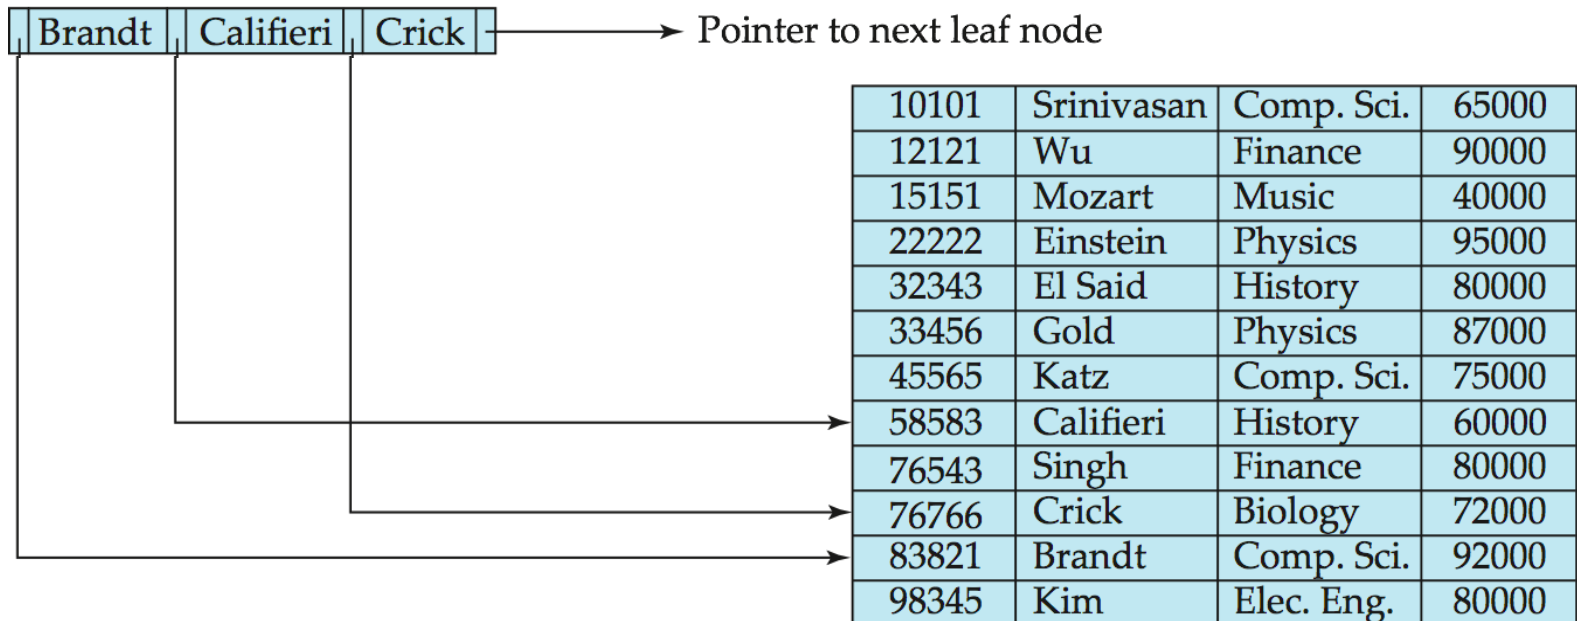 Brandt Califieri Crick Pointer to next leaf node
10101 Srinivasan Comp. Sci. 65000
12121 Wu Finance 90000
15151 Mozart Music 40000
22222 Einstein Physics 95000
32343 El Said History 80000
33456 Gold Physics 87000
45565 Katz Comp. Sci. 75000
58583 Califieri History 60000
76543 Singh Finance 80000
76766 Crick Biology 72000
83821 Brandt Comp. Sci. 92000
98345 Kim Elec. Eng. 80000